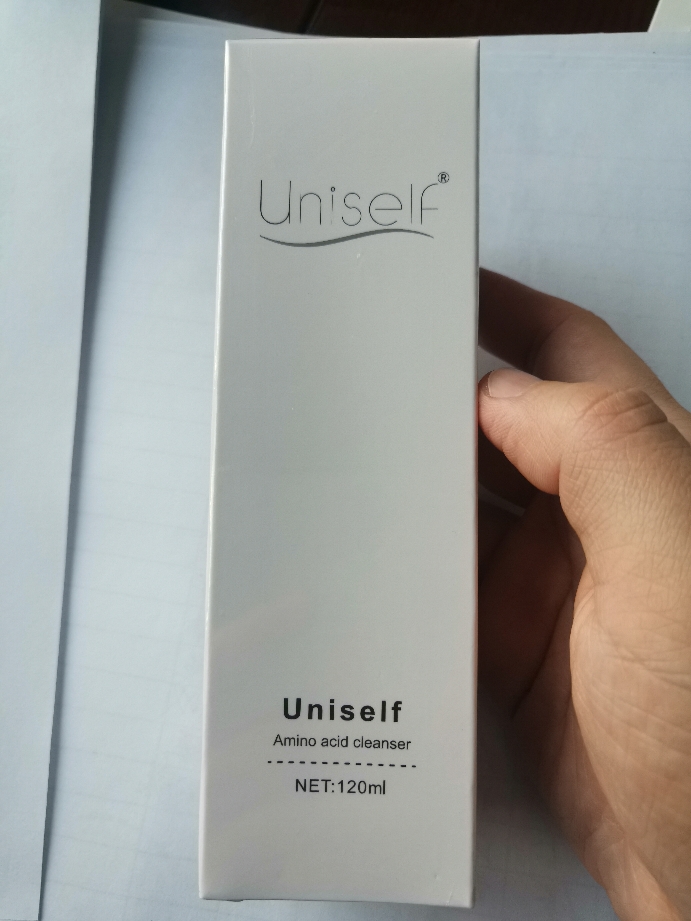 Uniself®
Uniself
Amino acid cleanser
NET:120ml